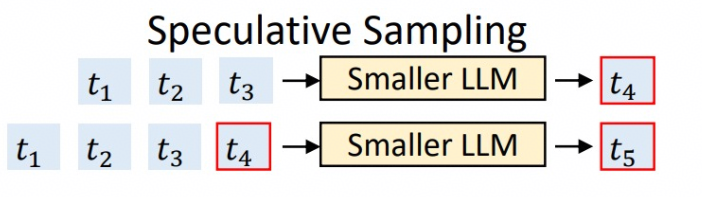 Speculative Sampling
t₁ t₂ t₃ Smaller LLM t₄
t₁ t₂ t₃ t₄ Smaller LLM t₅